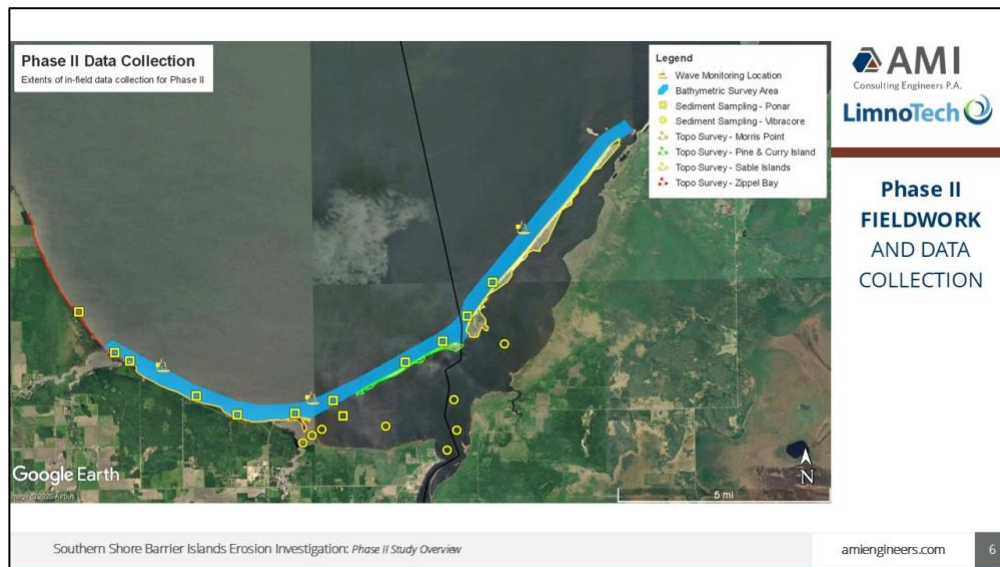 Phase II Data Collection
Extents of in-field data collection for Phase II
Legend
Wave Monitoring Location
Bathymetric Survey Area
Sediment Sampling - Ponar
Sediment Sampling - Vibracore
Topo Survey - Morris Point
Topo Survey - Pine & Curry Island
Topo Survey - Sable Islands
Topo Survey - Zippel Bay
Google Earth
N
5 mi
AMI
Consulting Engineers P.A.
LimnoTech
Phase II
FIELDWORK
AND DATA
COLLECTION
Southern Shore Barrier Islands Erosion Investigation: Phase II Study Overview
amiengineers.com
6